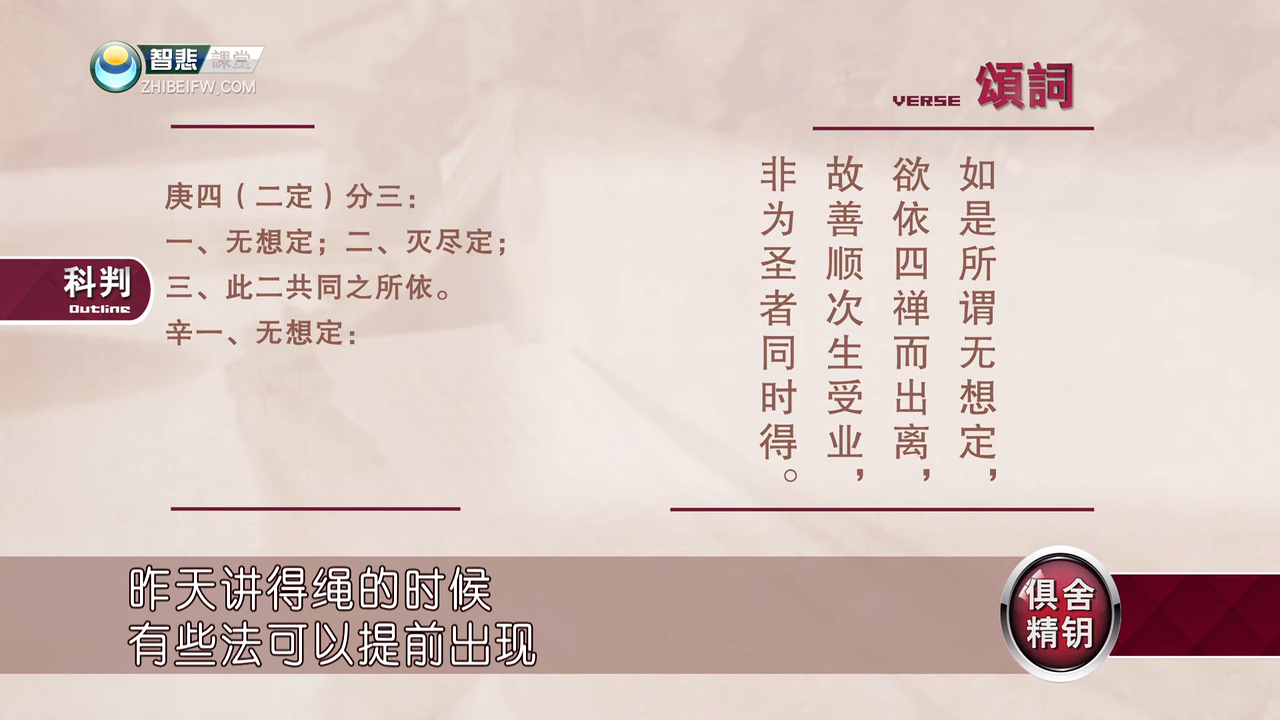 智悲 課堂
ZHIBEIFW.COM
VERSE 頌詞
如是所谓无想定，
欲依四禅而出离，
故善顺次生受业，
非为圣者同时得。
科判
Outline
庚四（二定）分三：
一、无想定；二、灭尽定；
三、此二共同之所依。
辛一、无想定：
昨天讲得绳的时候
有些法可以提前出现
俱舍
精钥